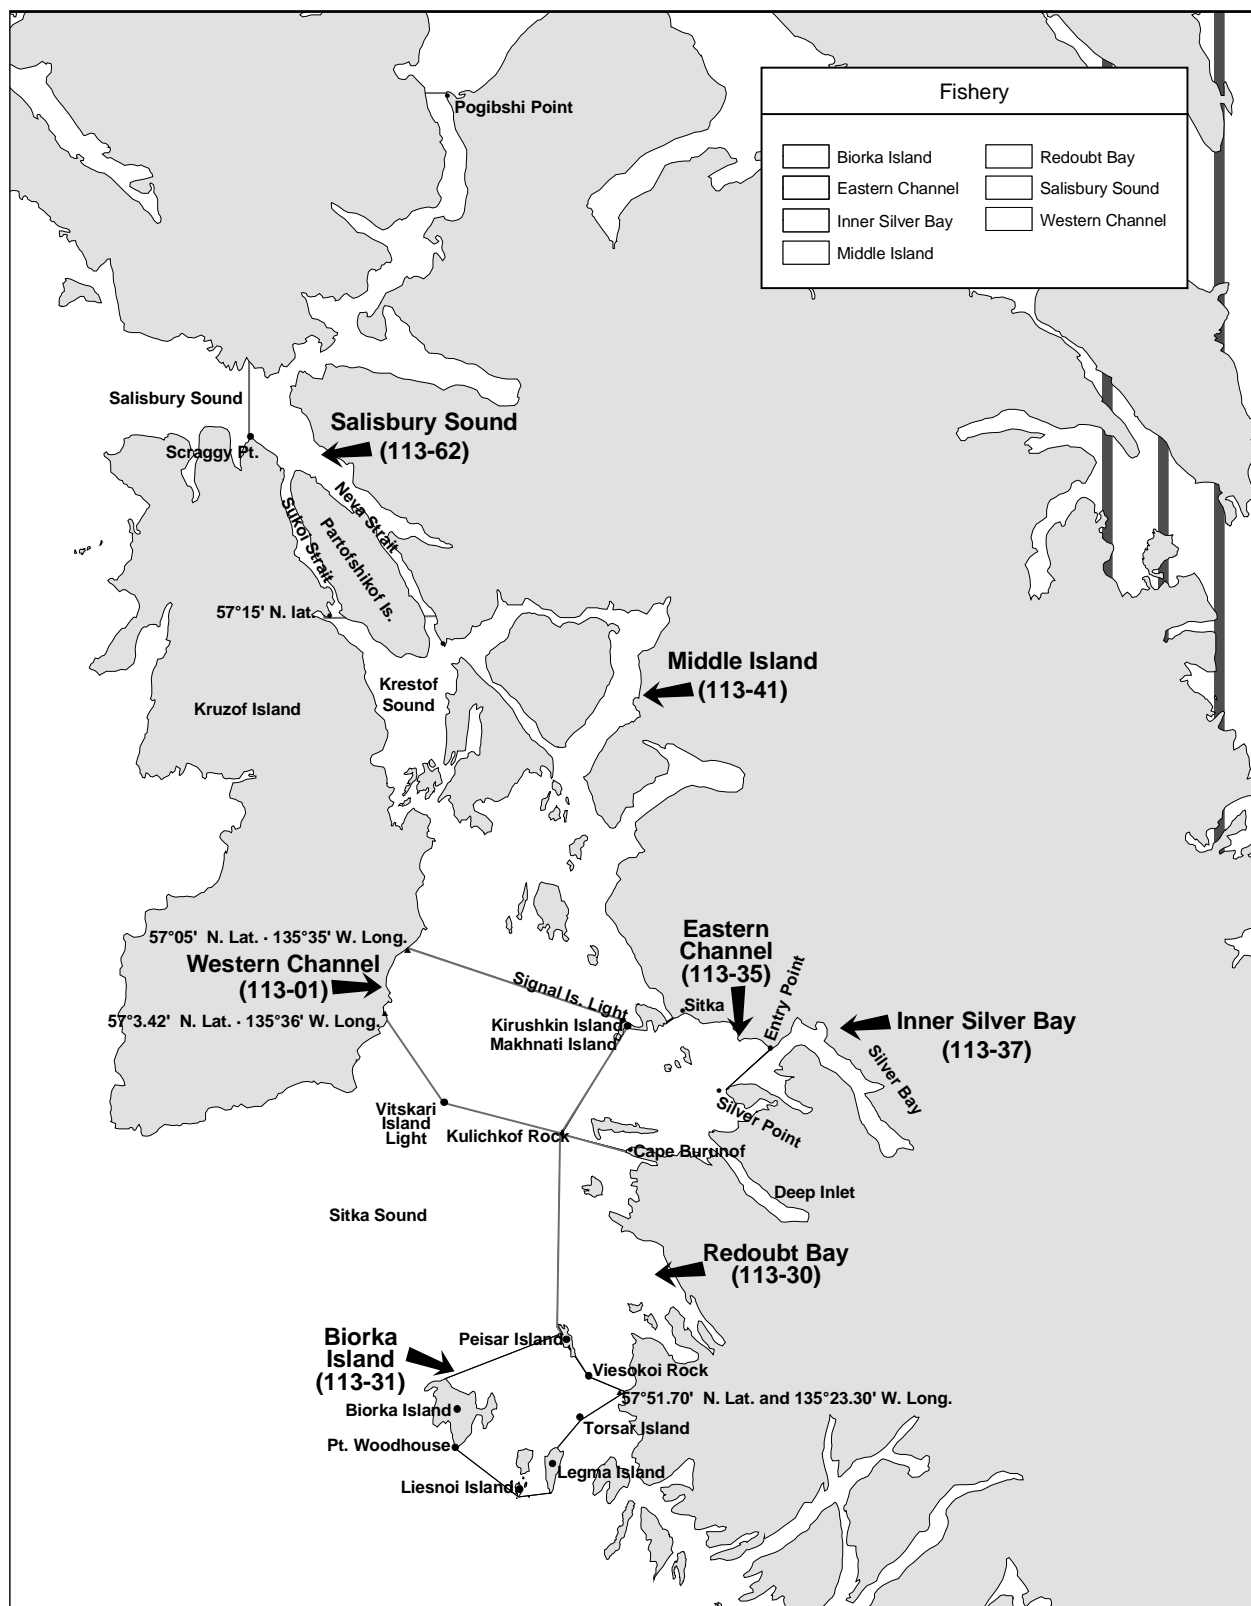 Fishery
Biorka Island
Redoubt Bay
Eastern Channel
Salisbury Sound
Inner Silver Bay
Western Channel
Middle Island
Pogibshi Point
Salisbury Sound
Salisbury Sound
(113-62)
Scraggy Pt.
Neva Strait
Sukoi Strait
Partofshikof Is.
57°15' N. lat.
Middle Island
(113-41)
Krestof
Sound
Kruzof Island
57°05' N. Lat. · 135°35' W. Long.
Western Channel
(113-01)
57°3.42' N. Lat. · 135°36' W. Long.
Eastern
Channel
(113-35)
Signal Is. Light
Sitka
Entry Point
Kirushkin Island
Makhnati Island
Inner Silver Bay
(113-37)
Silver Bay
Silver Point
Vitskari
Island
Light
Kulichkof Rock
Cape Burunof
Deep Inlet
Sitka Sound
Redoubt Bay
(113-30)
Biorka
Island
(113-31)
Peisar Island
Viesokoi Rock
57°51.70' N. Lat. and 135°23.30' W. Long.
Biorka Island
Torsar Island
Pt. Woodhouse
Legma Island
Liesnoi Island